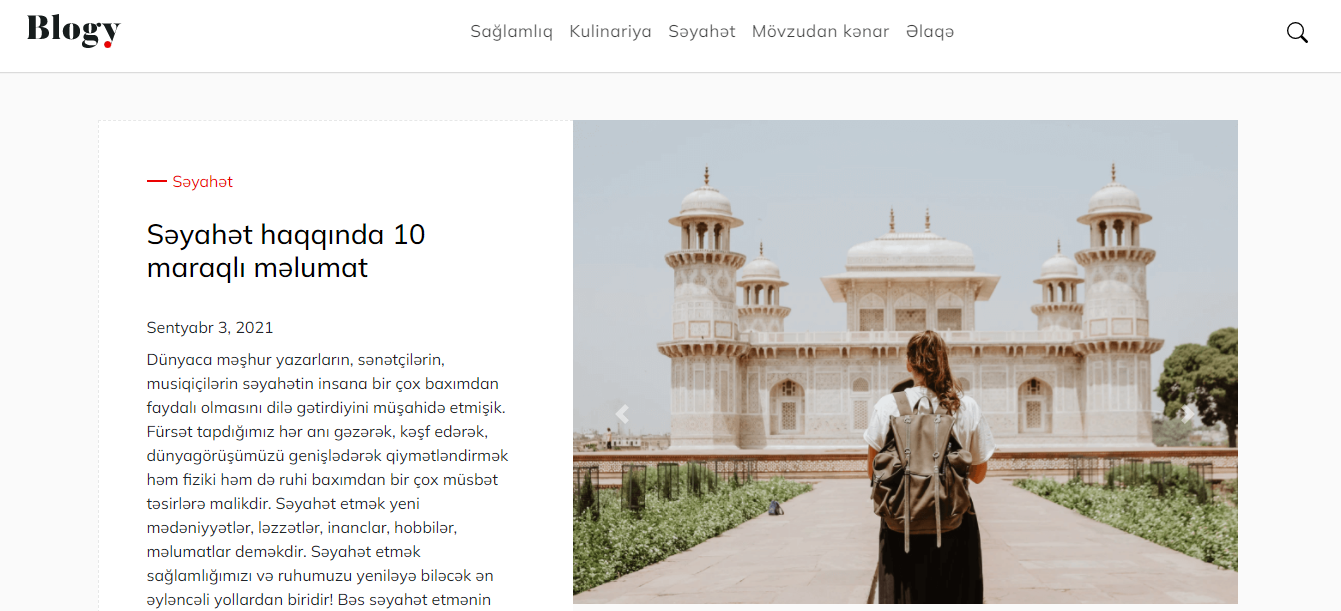 Blogy
Sağlamlıq Kulinariya Səyahət Mövzudan kənar Əlaqə
Səyahət
Səyahət haqqında 10
maraqlı məlumat
Sentyabr 3, 2021
Dünyaca məşhur yazarların, sənətçilərin,
musiqiçilərin səyahətin insana bir çox baxımdan
faydalı olmasını dilə gətirdiyini müşahidə etmişik.
Fürsət tapdığımız hər anı gəzərək, kəşf edərək,
dünyagörüşümüzü genişlədərək qiymətləndirmək
həm fiziki həm də ruhi baxımdan bir çox müsbət
təsirlərə malikdir. Səyahət etmək yeni
mədəniyyətlər, ləzzətlər, inanclar, hobbilər,
məlumatlar deməkdir. Səyahət etmək
sağlamlığımızı və ruhumuzu yeniləyə biləcək ən
əyləncəli yollardan biridir! Bəs səyahət etmənin